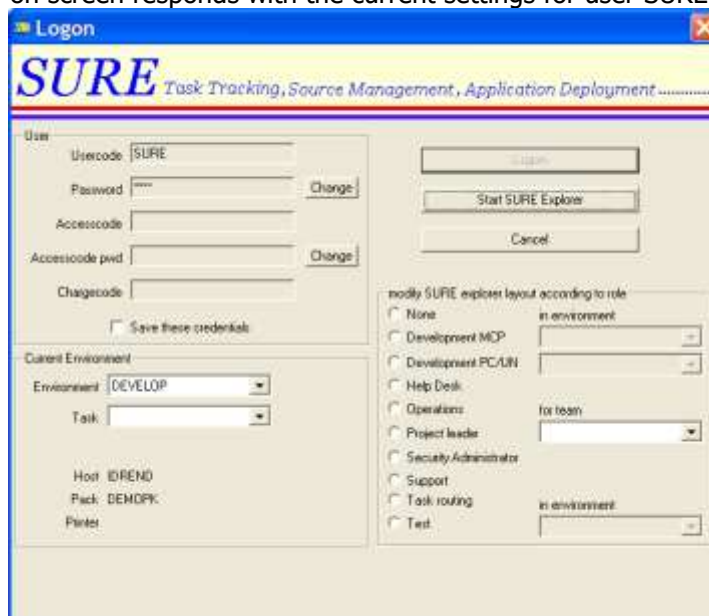 on screen responds with the current settings for user SURE
Logon
SURE Task Tracking, Source Management, Application Deployment.............
User
Usercode SURE
Password ****
Change
Accesscode
Accesscode pwd
Change
Chargecode
Save these credentials
Start SURE Explorer
Cancel
Current Environment
Environment DEVELOP
Task
Host IDREND
Pack DEMOPK
Printer
modify SURE explorer layout according to role
None
in environment
Development MCP
Development PC/UN
Help Desk
Operations
for team
Project leader
Security Administrator
Support
Task routing
in environment
Test